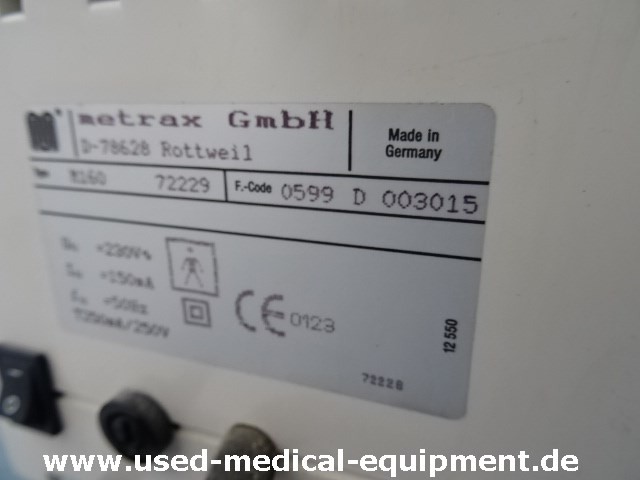 metrax GmbH
D-78628 Rottweil
Made in
Germany
Type M160 72229 F.-Code 0599 D 003015
=230V~
=150mA
=50Hz
T250mA/250V
CE 0123
12 550
72228
www.used-medical-equipment.de